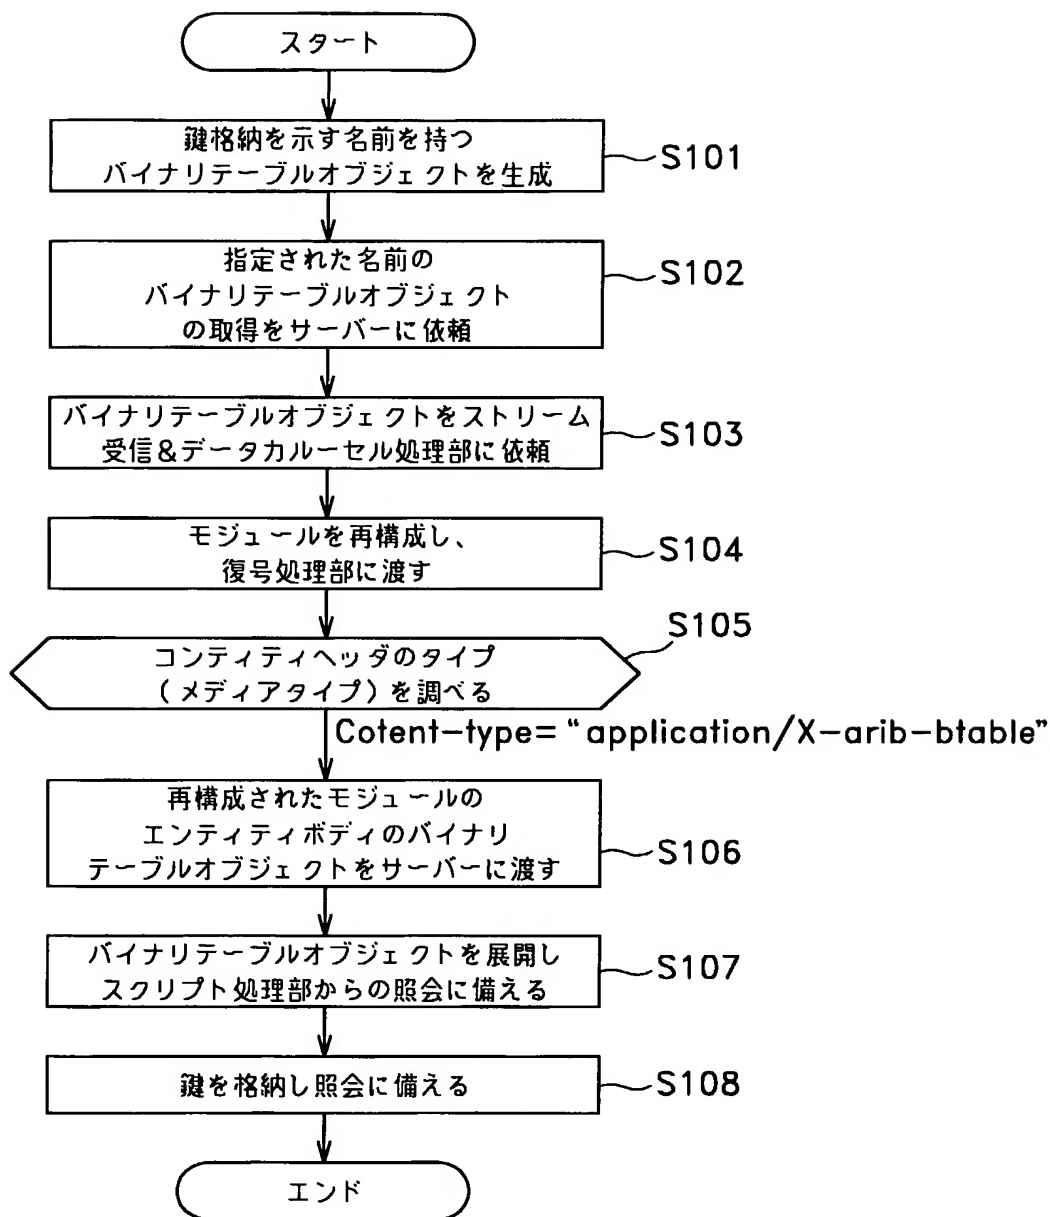 スタート
鍵格納を示す名前を持つ
バイナリテーブルオブジェクトを生成
S101
指定された名前の
バイナリテーブルオブジェクト
の取得をサーバーに依頼
S102
バイナリテーブルオブジェクトをストリーム
受信&データカルーセル処理部に依頼
S103
モジュールを再構成し、
復号処理部に渡す
S104
S105
コンティティヘッダのタイプ
(メディアタイプ)を調べる
Cotent-type= "application/X-arib-btable"
再構成されたモジュールの
エンティティボディのバイナリ
テーブルオブジェクトをサーバーに渡す
S106
バイナリテーブルオブジェクトを展開し
スクリプト処理部からの照会に備える
S107
鍵を格納し照会に備える
S108
エンド